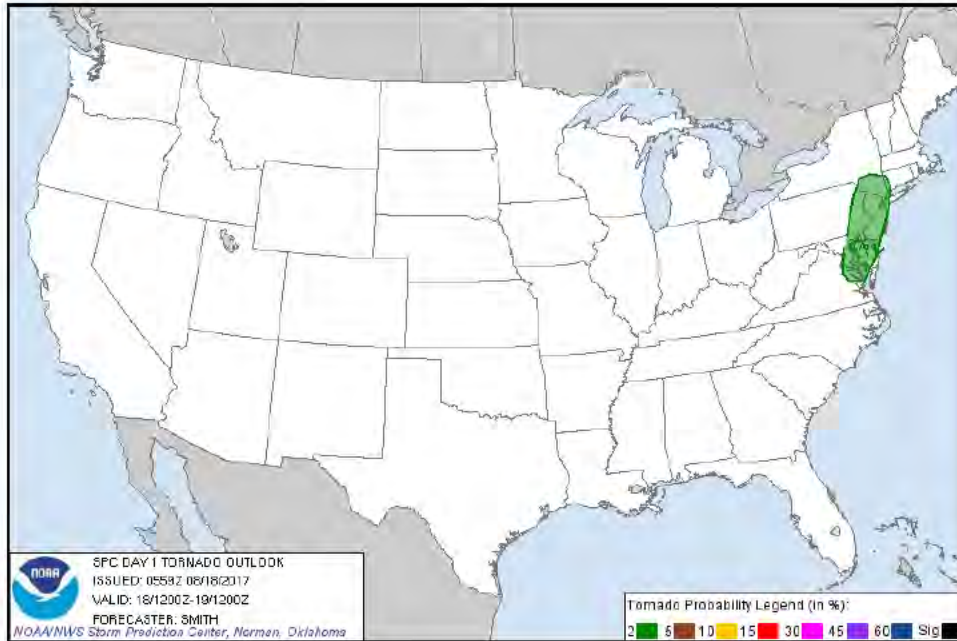 SPC DAY 1 TORNADO OUTLOOK
ISSUED: 0559Z 08/18/2017
VALID: 18/1200Z-19/1200Z
FORECASTER: SMITH
NOAA
NOAA/NWS Storm Prediction Center, Norman, Oklahoma
Tornado Probability Legend (in %):
2 5 10 15 30 45 60 Sig